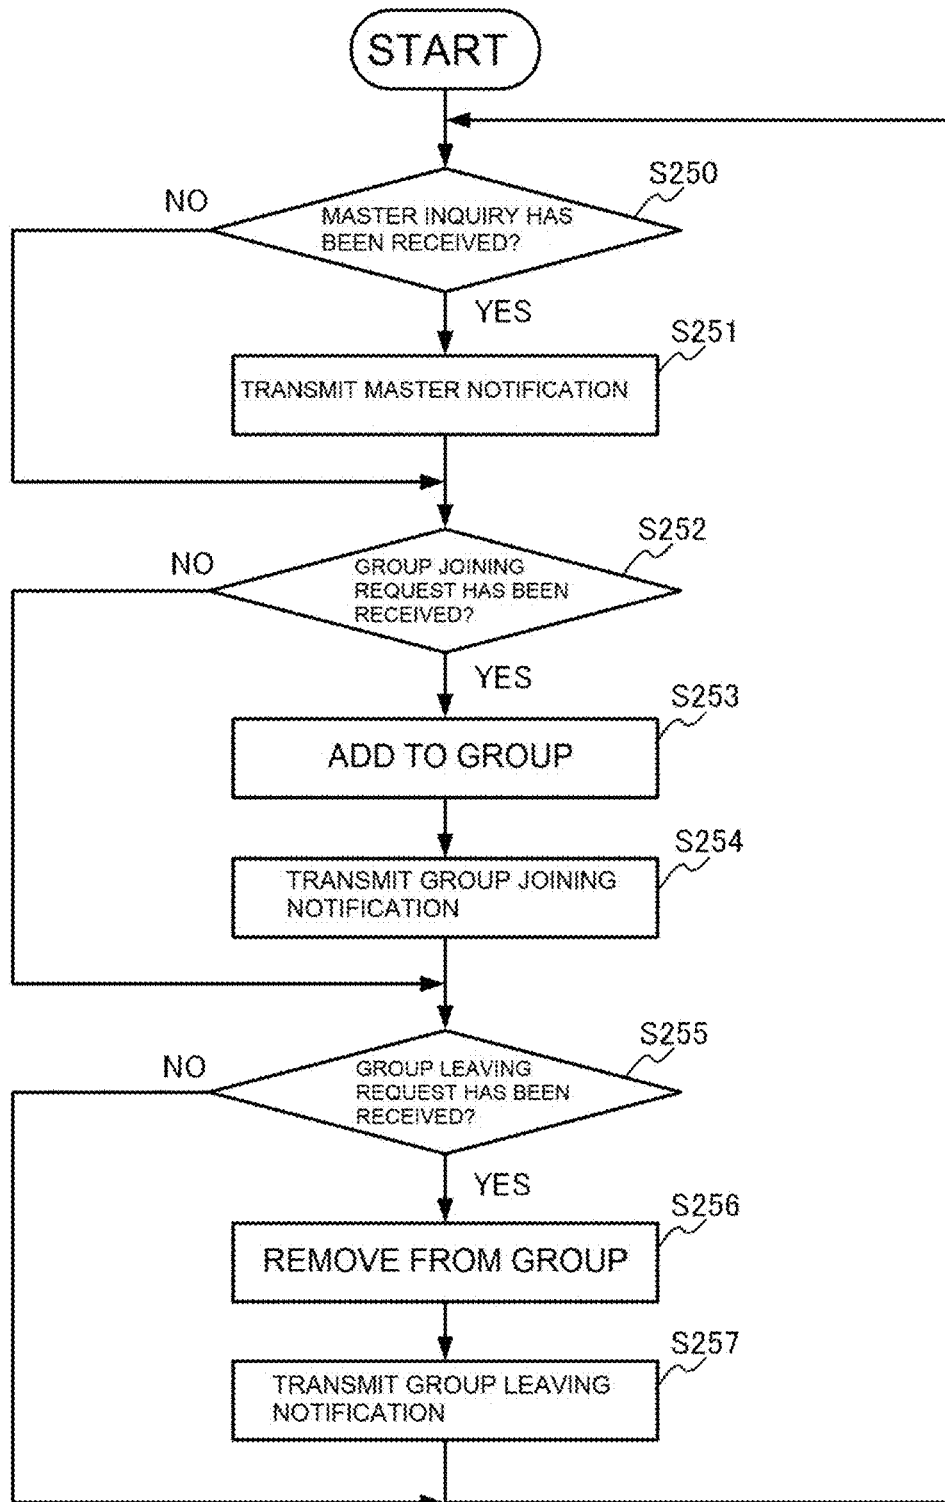 START
S250
NO
MASTER INQUIRY HAS
BEEN RECEIVED?
YES
S251
TRANSMIT MASTER NOTIFICATION
S252
NO
GROUP JOINING
REQUEST HAS BEEN
RECEIVED?
YES
S253
ADD TO GROUP
S254
TRANSMIT GROUP JOINING
NOTIFICATION
S255
NO
GROUP LEAVING
REQUEST HAS BEEN
RECEIVED?
YES
S256
REMOVE FROM GROUP
S257
TRANSMIT GROUP LEAVING
NOTIFICATION